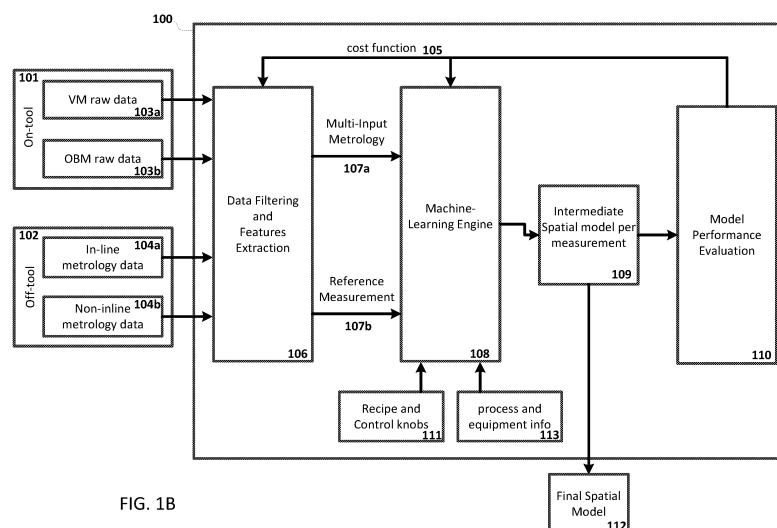 100
cost function 105
101
VM raw data
103a
On-tool
OBM raw data
103b
102
In-line
104a
metrology data
Off-tool
Non-inline
104b
metrology data
Data Filtering
and
Features
Extraction
106
Multi-Input
Metrology
107a
Reference
Measurement
107b
Machine-
Learning Engine
108
Intermediate
Spatial model per
measurement
109
Model
Performance
Evaluation
110
Recipe and
Control knobs
111
process and
equipment info
113
Final Spatial
Model
112
FIG. 1B